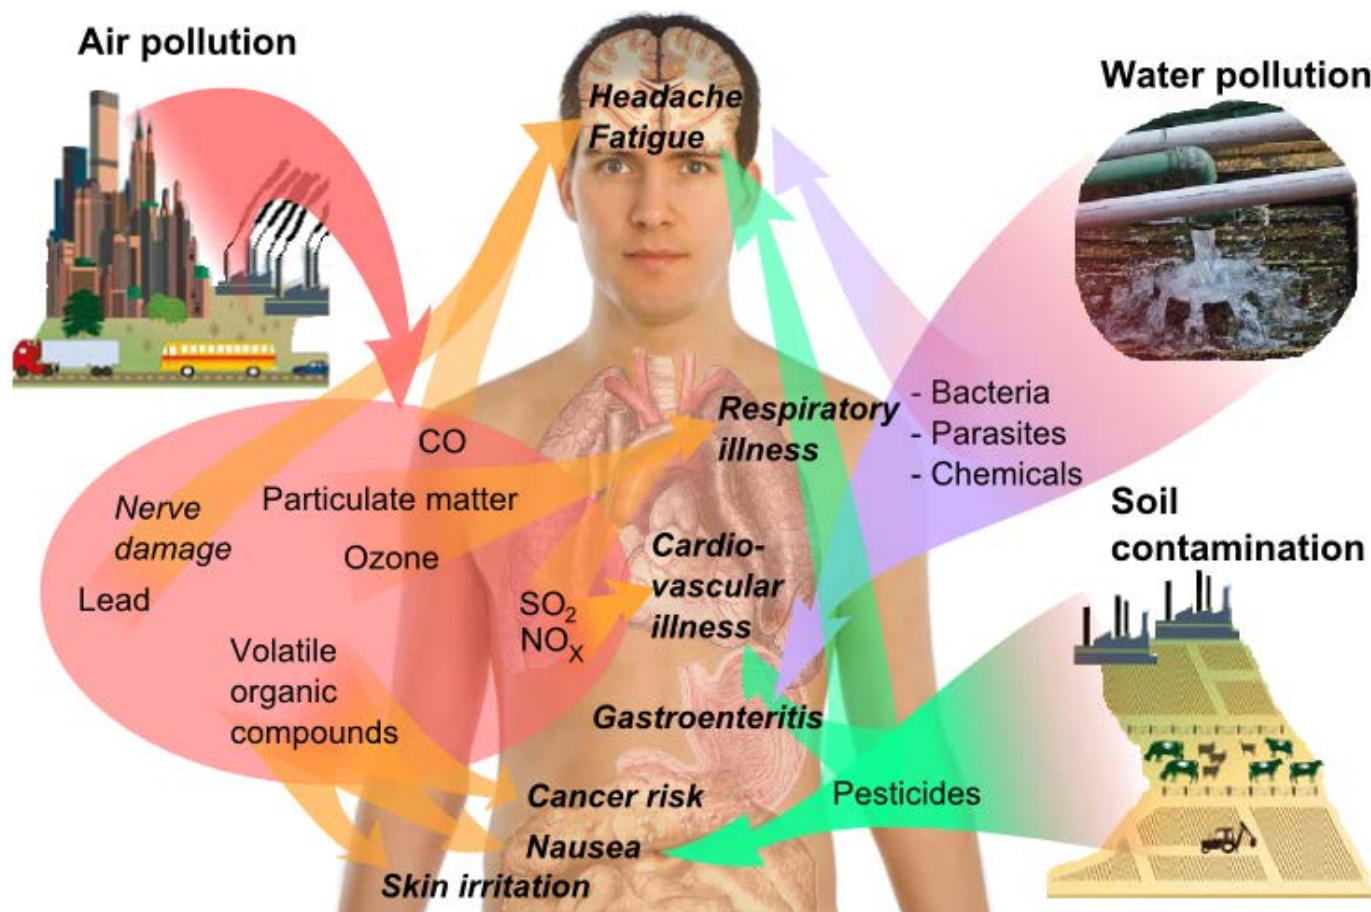 Air pollution
Water pollution
Headache
Fatigue
Respiratory
illness
- Bacteria
- Parasites
- Chemicals
CO
Particulate matter
Nerve
damage
Ozone
Lead
SO₂
NOₓ
Cardio-
vascular
illness
Soil
contamination
Volatile
organic
compounds
Gastroenteritis
Cancer risk
Pesticides
Nausea
Skin irritation